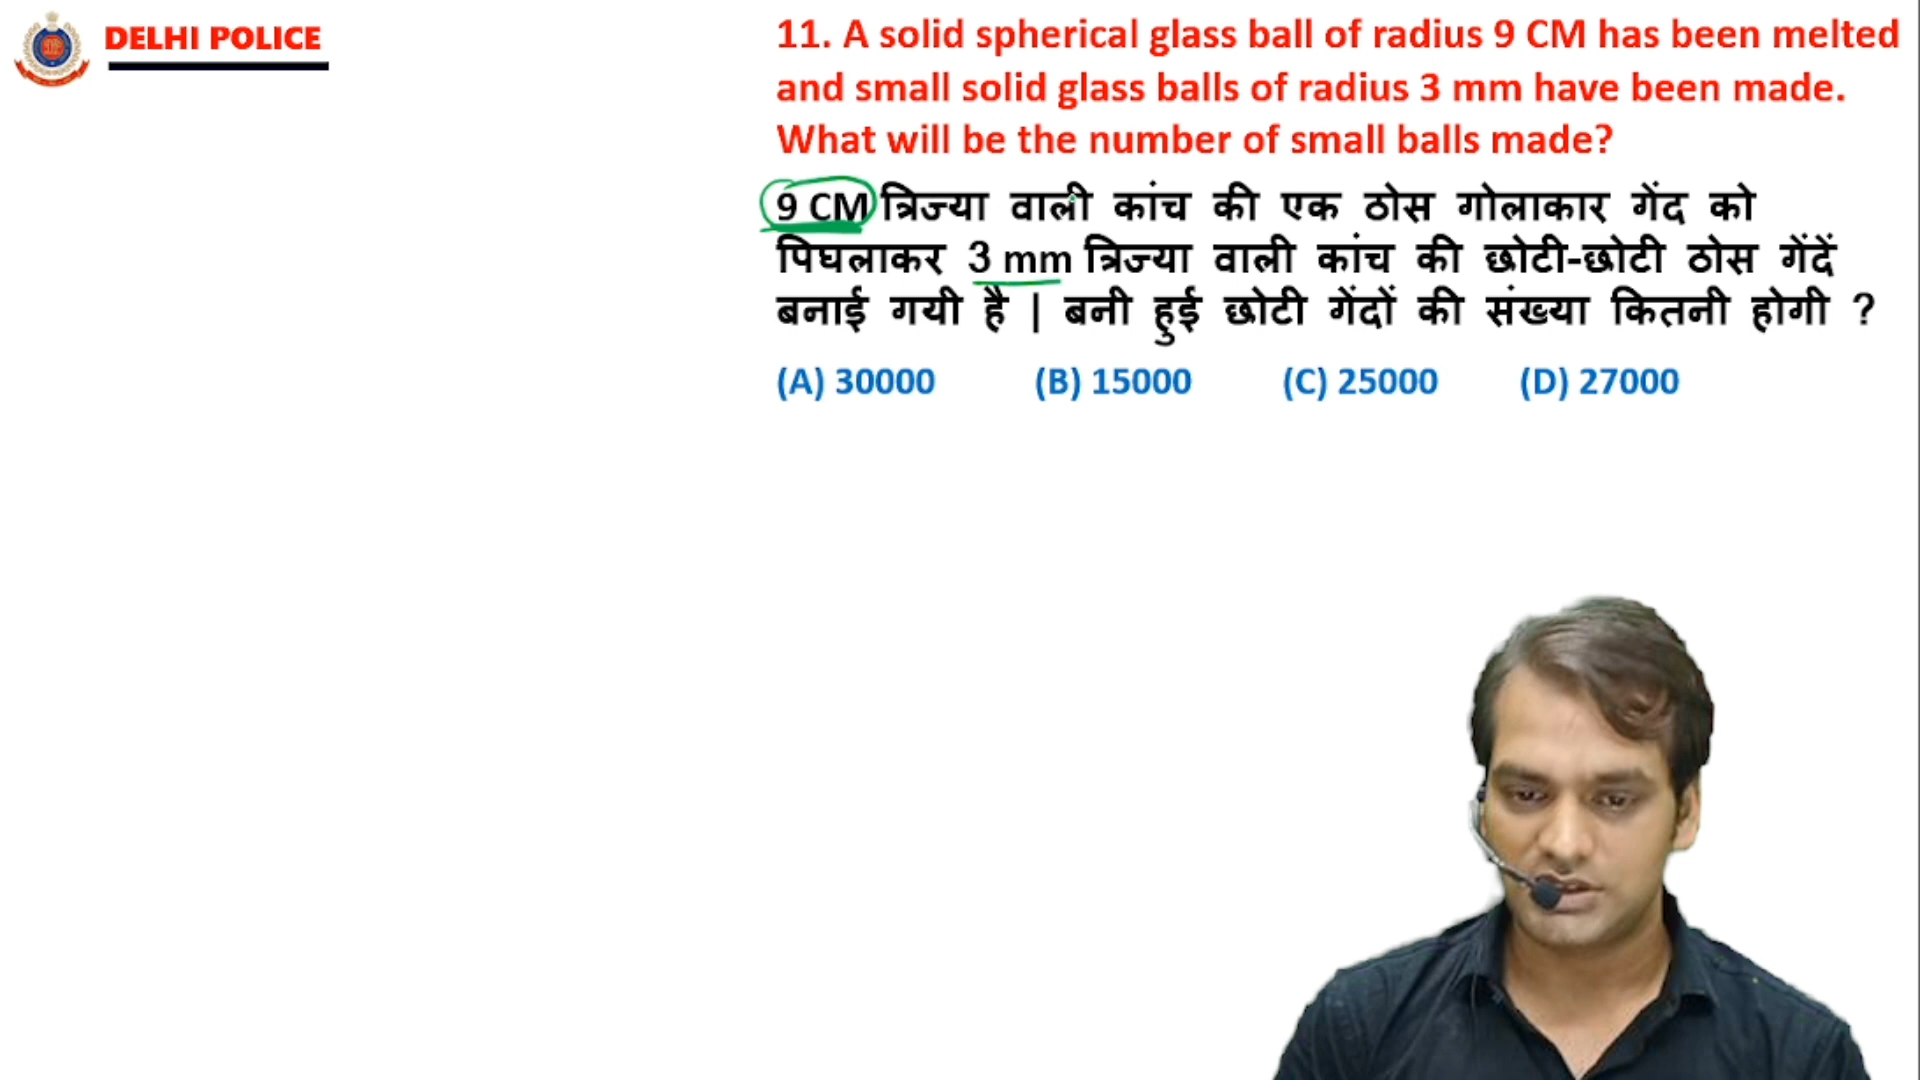 DELHI POLICE
11. A solid spherical glass ball of radius 9 CM has been melted
and small solid glass balls of radius 3 mm have been made.
What will be the number of small balls made?
9 CM त्रिज्या वाली कांच की एक ठोस गोलाकार गेंद को
पिघलाकर 3 mm त्रिज्या वाली कांच की छोटी-छोटी ठोस गेंदें
बनाई गयी है | बनी हुई छोटी गेंदों की संख्या कितनी होगी ?
(A) 30000 (B) 15000 (C) 25000 (D) 27000